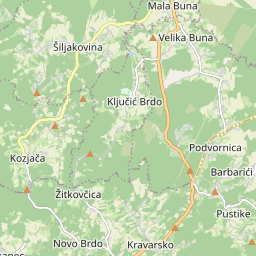 Mala Buna
Velika Buna
Šiljakovina
Ključić Brdo
Podvornica
Kozjača
Barbarići
Žitkovčica
Pustike
Novo Brdo
Kravarsko